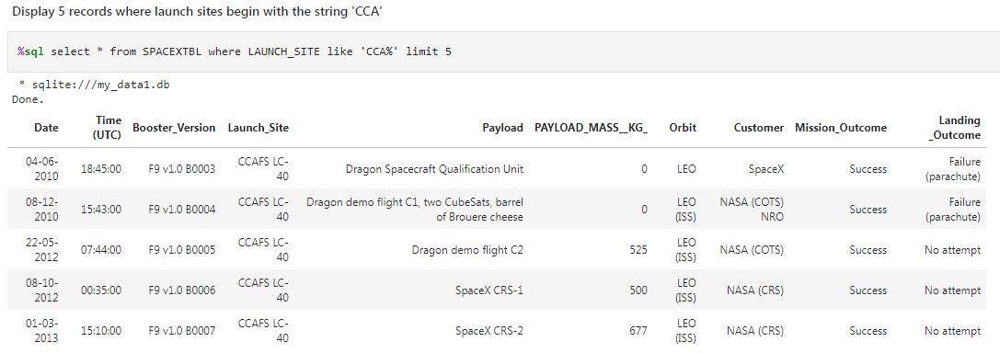 Display 5 records where launch sites begin with the string 'CCA'
%sql select * from SPACEXTBL where LAUNCH_SITE like 'CCA%' limit 5
* sqlite:///my_data1.db
Done.
Date Time (UTC) Booster_Version Launch_Site Payload PAYLOAD_MASS__KG_ Orbit Customer Mission_Outcome Landing _Outcome
04-06-2010 18:45:00 F9 v1.0 B0003 CCAFS LC-40 Dragon Spacecraft Qualification Unit 0 LEO SpaceX Success Failure (parachute)
08-12-2010 15:43:00 F9 v1.0 B0004 CCAFS LC-40 Dragon demo flight C1, two CubeSats, barrel of Brouere cheese 0 LEO (ISS) NASA (COTS) NRO Success Failure (parachute)
22-05-2012 07:44:00 F9 v1.0 B0005 CCAFS LC-40 Dragon demo flight C2 525 LEO (ISS) NASA (COTS) Success No attempt
08-10-2012 00:35:00 F9 v1.0 B0006 CCAFS LC-40 SpaceX CRS-1 500 LEO (ISS) NASA (CRS) Success No attempt
01-03-2013 15:10:00 F9 v1.0 B0007 CCAFS LC-40 SpaceX CRS-2 677 LEO (ISS) NASA (CRS) Success No attempt